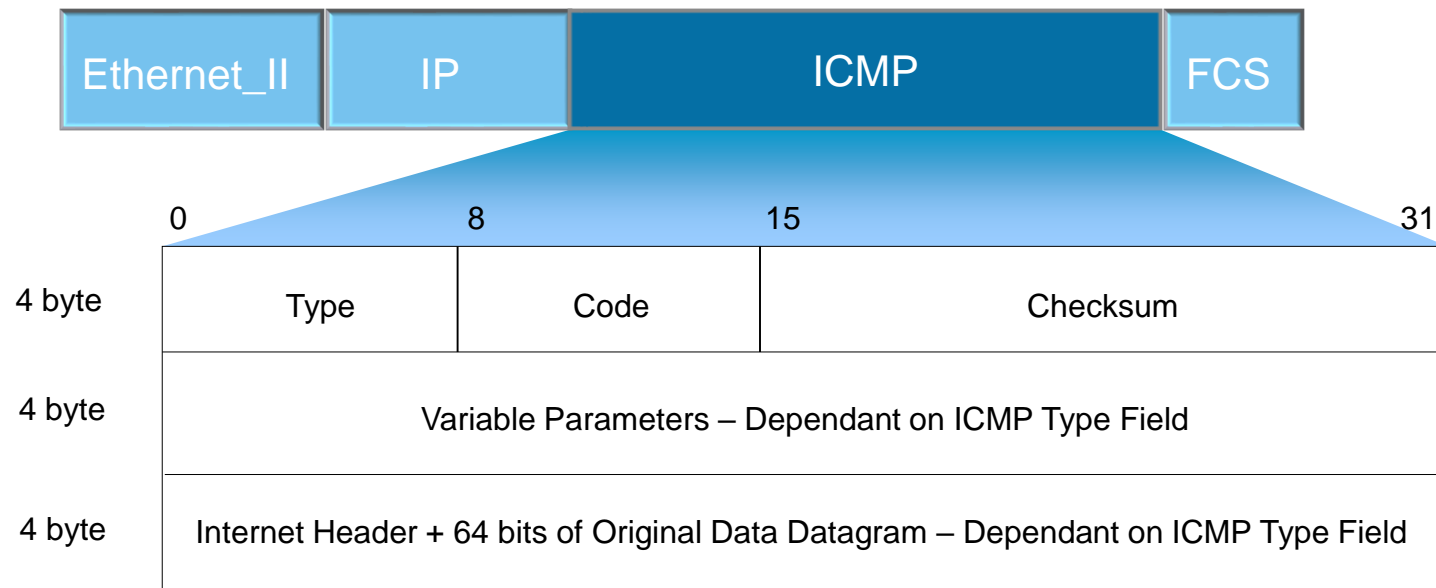 Ethernet_II IP ICMP FCS
0 8 15 31
4 byte Type Code Checksum
4 byte Variable Parameters – Dependant on ICMP Type Field
4 byte Internet Header + 64 bits of Original Data Datagram – Dependant on ICMP Type Field